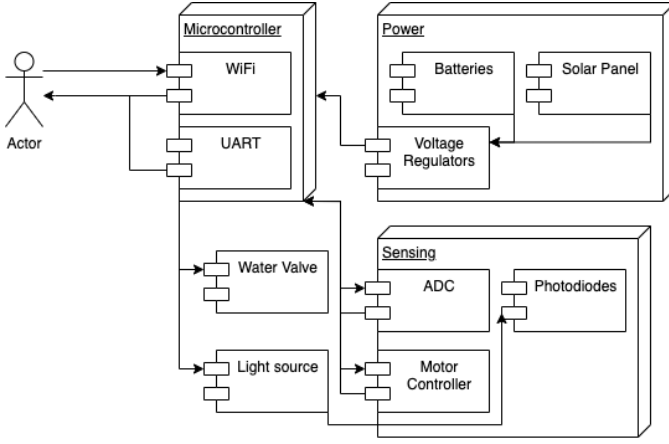 Microcontroller
Power
WiFi
Batteries
Solar Panel
Actor
UART
Voltage
Regulators
Sensing
Water Valve
ADC
Photodiodes
Light source
Motor
Controller